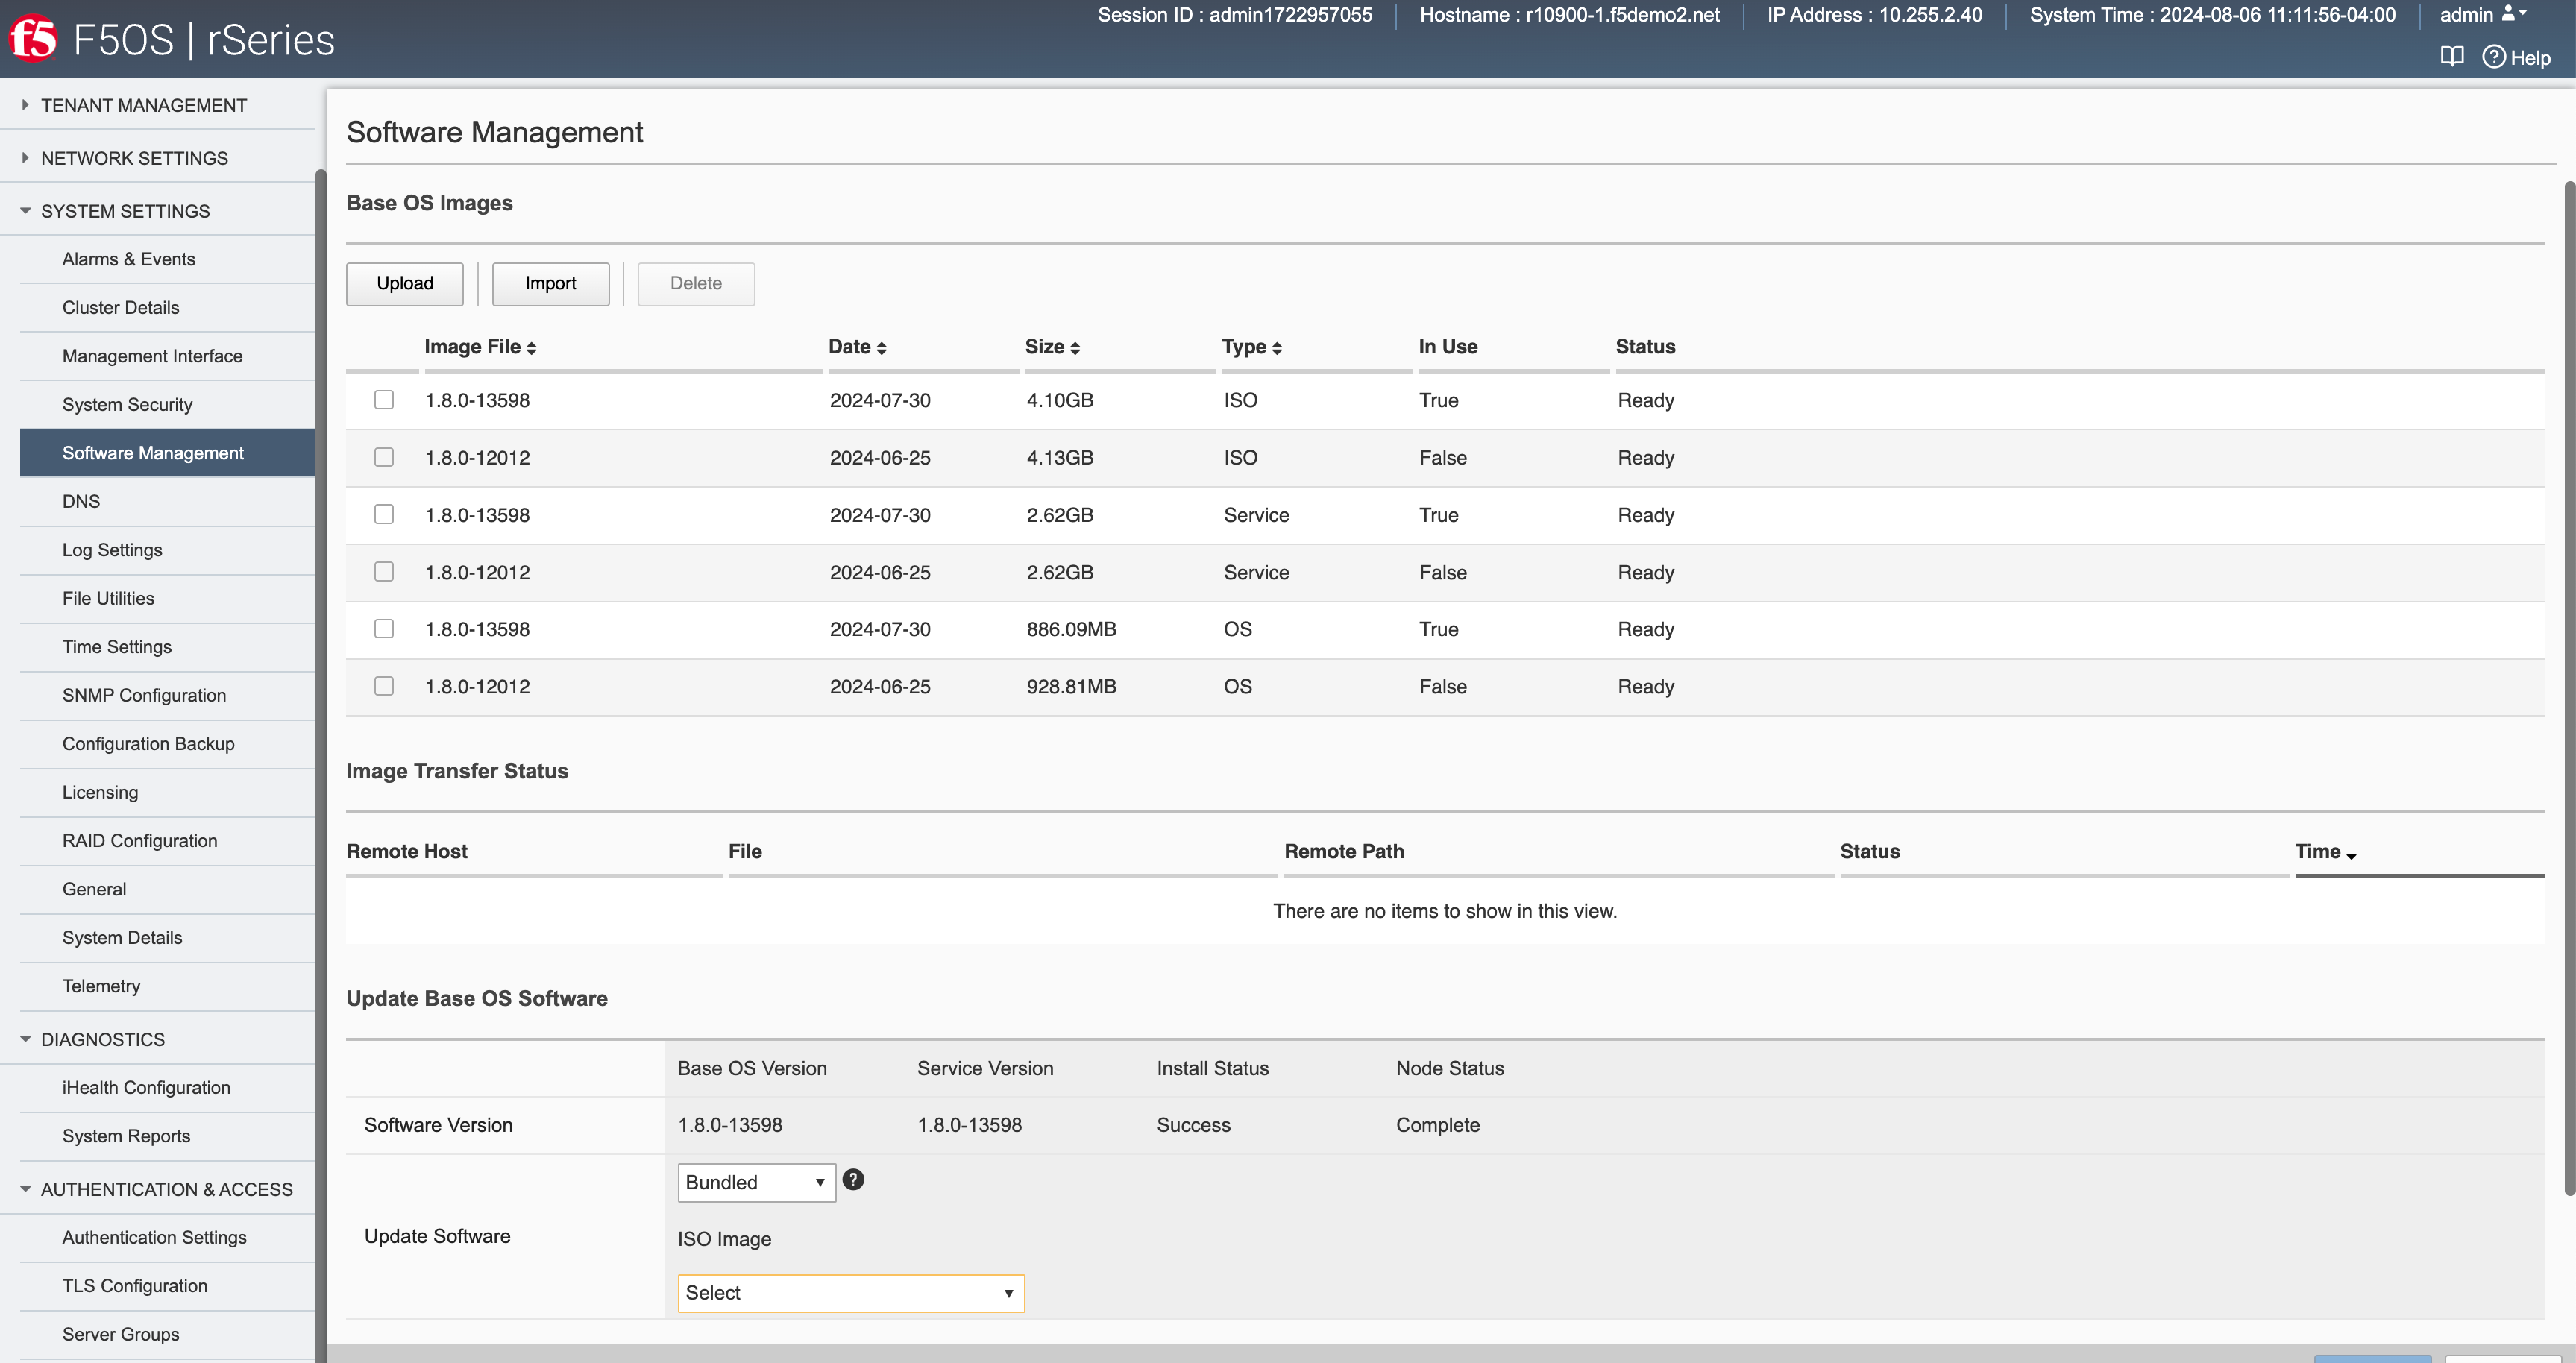 Session ID : admin1722957055 Hostname : r10900-1.f5demo2.net IP Address : 10.255.2.40 System Time : 2024-08-06 11:11:56-04:00 admin
f5 F5OS | rSeries
Help
TENANT MANAGEMENT
NETWORK SETTINGS
SYSTEM SETTINGS
Alarms & Events
Cluster Details
Management Interface
System Security
Software Management
DNS
Log Settings
File Utilities
Time Settings
SNMP Configuration
Configuration Backup
Licensing
RAID Configuration
General
System Details
Telemetry
DIAGNOSTICS
iHealth Configuration
System Reports
AUTHENTICATION & ACCESS
Authentication Settings
TLS Configuration
Server Groups
Software Management
Base OS Images
Upload Import Delete
Image File Date Size Type In Use Status
1.8.0-13598 2024-07-30 4.10GB ISO True Ready
1.8.0-12012 2024-06-25 4.13GB ISO False Ready
1.8.0-13598 2024-07-30 2.62GB Service True Ready
1.8.0-12012 2024-06-25 2.62GB Service False Ready
1.8.0-13598 2024-07-30 886.09MB OS True Ready
1.8.0-12012 2024-06-25 928.81MB OS False Ready
Image Transfer Status
Remote Host File Remote Path Status Time
There are no items to show in this view.
Update Base OS Software
Base OS Version Service Version Install Status Node Status
Software Version 1.8.0-13598 1.8.0-13598 Success Complete
Bundled ?
Update Software
ISO Image
Select